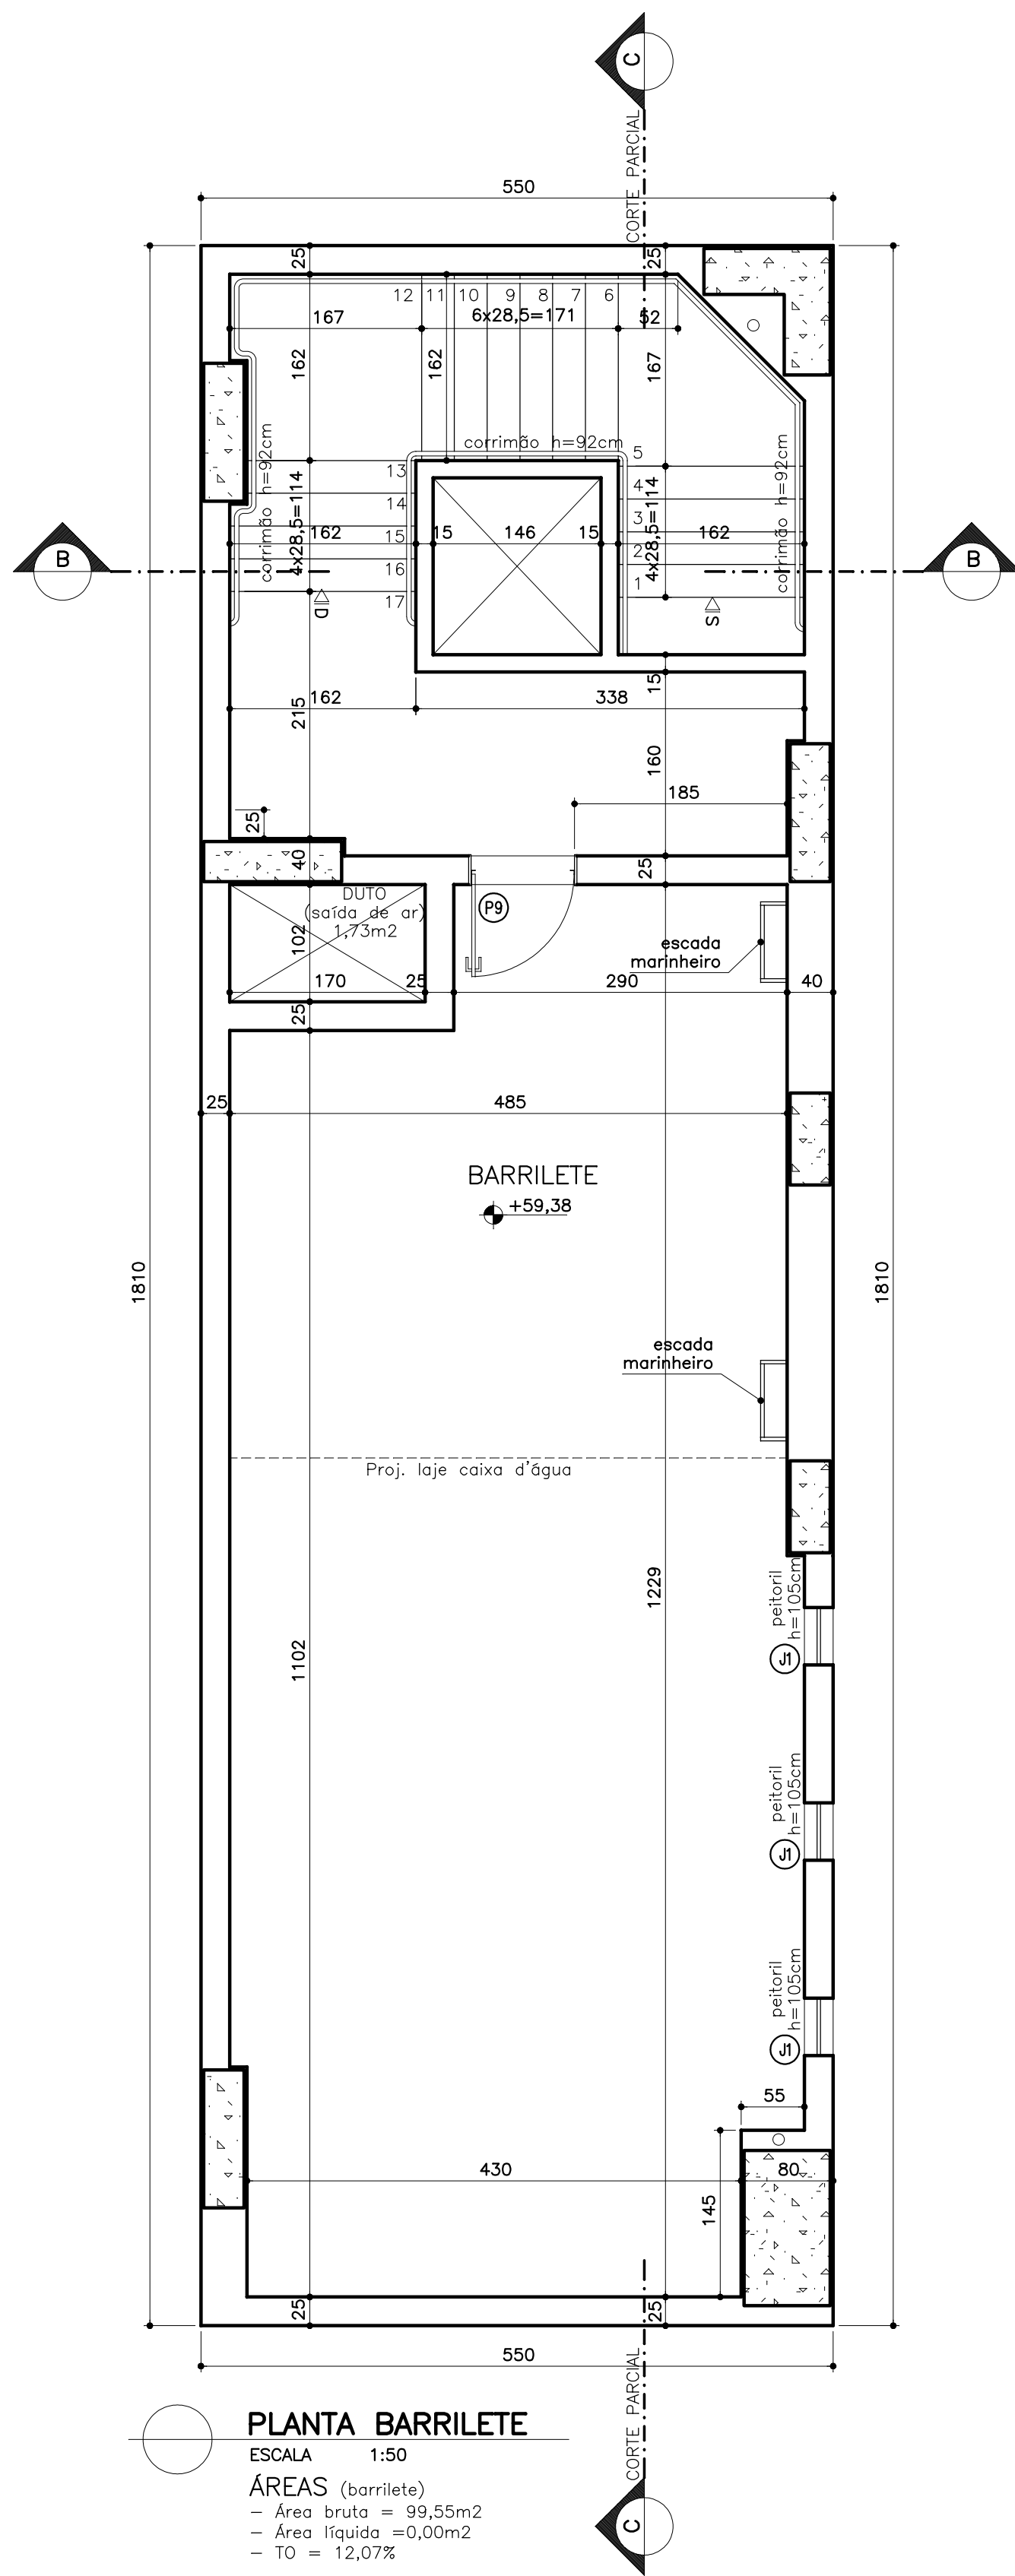 C
CORTE PARCIAL
550
25
25
12
11
10
9
8
7
6
167
6x28,5=171
52
162
162
167
corrimão h=92cm
corrimão h=92cm
corrimão h=92cm
13
14
15
16
17
5
4
3
2
1
4x28,5=114
4x28,5=114
162
15
146
15
162
B
B
D
S
15
162
338
215
160
185
25
40
25
DUTO
(saída de ar)
1,73m2
P9
102
escada
marinheiro
170
25
290
40
25
25
485
BARRILETE
+59,38
1810
1810
escada
marinheiro
Proj. laje caixa d'água
peitoril
h=105cm
J1
1229
1102
peitoril
h=105cm
J1
peitoril
h=105cm
J1
55
430
80
145
25
25
550
CORTE PARCIAL
C
PLANTA BARRILETE
ESCALA 1:50
ÁREAS (barrilete)
- Área bruta = 99,55m2
- Área líquida =0,00m2
- TO = 12,07%